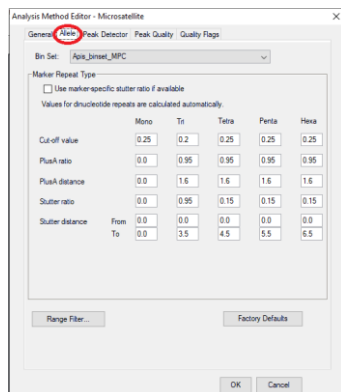 Analysis Method Editor - Microsatellite
General Allele Peak Detector Peak Quality Quality Flags
Bin Set: Apis_binset_MPC
Marker Repeat Type
Use marker-specific stutter ratio if available
Values for dinucleotide repeats are calculated automatically.
Mono Tri Tetra Penta Hexa
Cut-off value 0.25 0.2 0.25 0.25 0.25
PlusA ratio 0.0 0.95 0.95 0.95 0.95
PlusA distance 0.0 1.6 1.6 1.6 1.6
Stutter ratio 0.0 0.95 0.15 0.15 0.15
Stutter distance From 0.0 0.0 0.0 0.0 0.0
To 0.0 3.5 4.5 5.5 6.5
Range Filter... Factory Defaults
OK Cancel